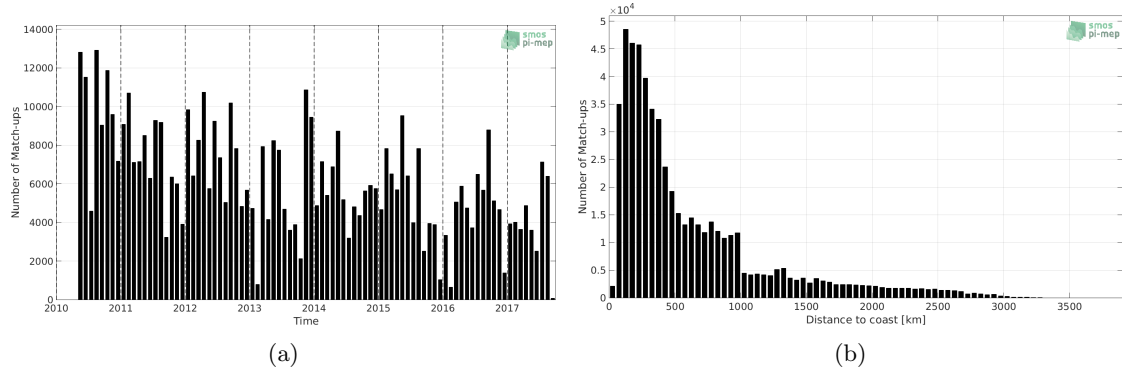 14000
12000
10000
8000
6000
4000
2000
0
Number of Match-ups
2010 2011 2012 2013 2014 2015 2016 2017
Time
smos
pi-mep
(a)
×10⁴
5
4.5
4
3.5
3
2.5
2
1.5
1
0.5
0
Number of Match-ups
0 500 1000 1500 2000 2500 3000 3500
Distance to coast [km]
smos
pi-mep
(b)